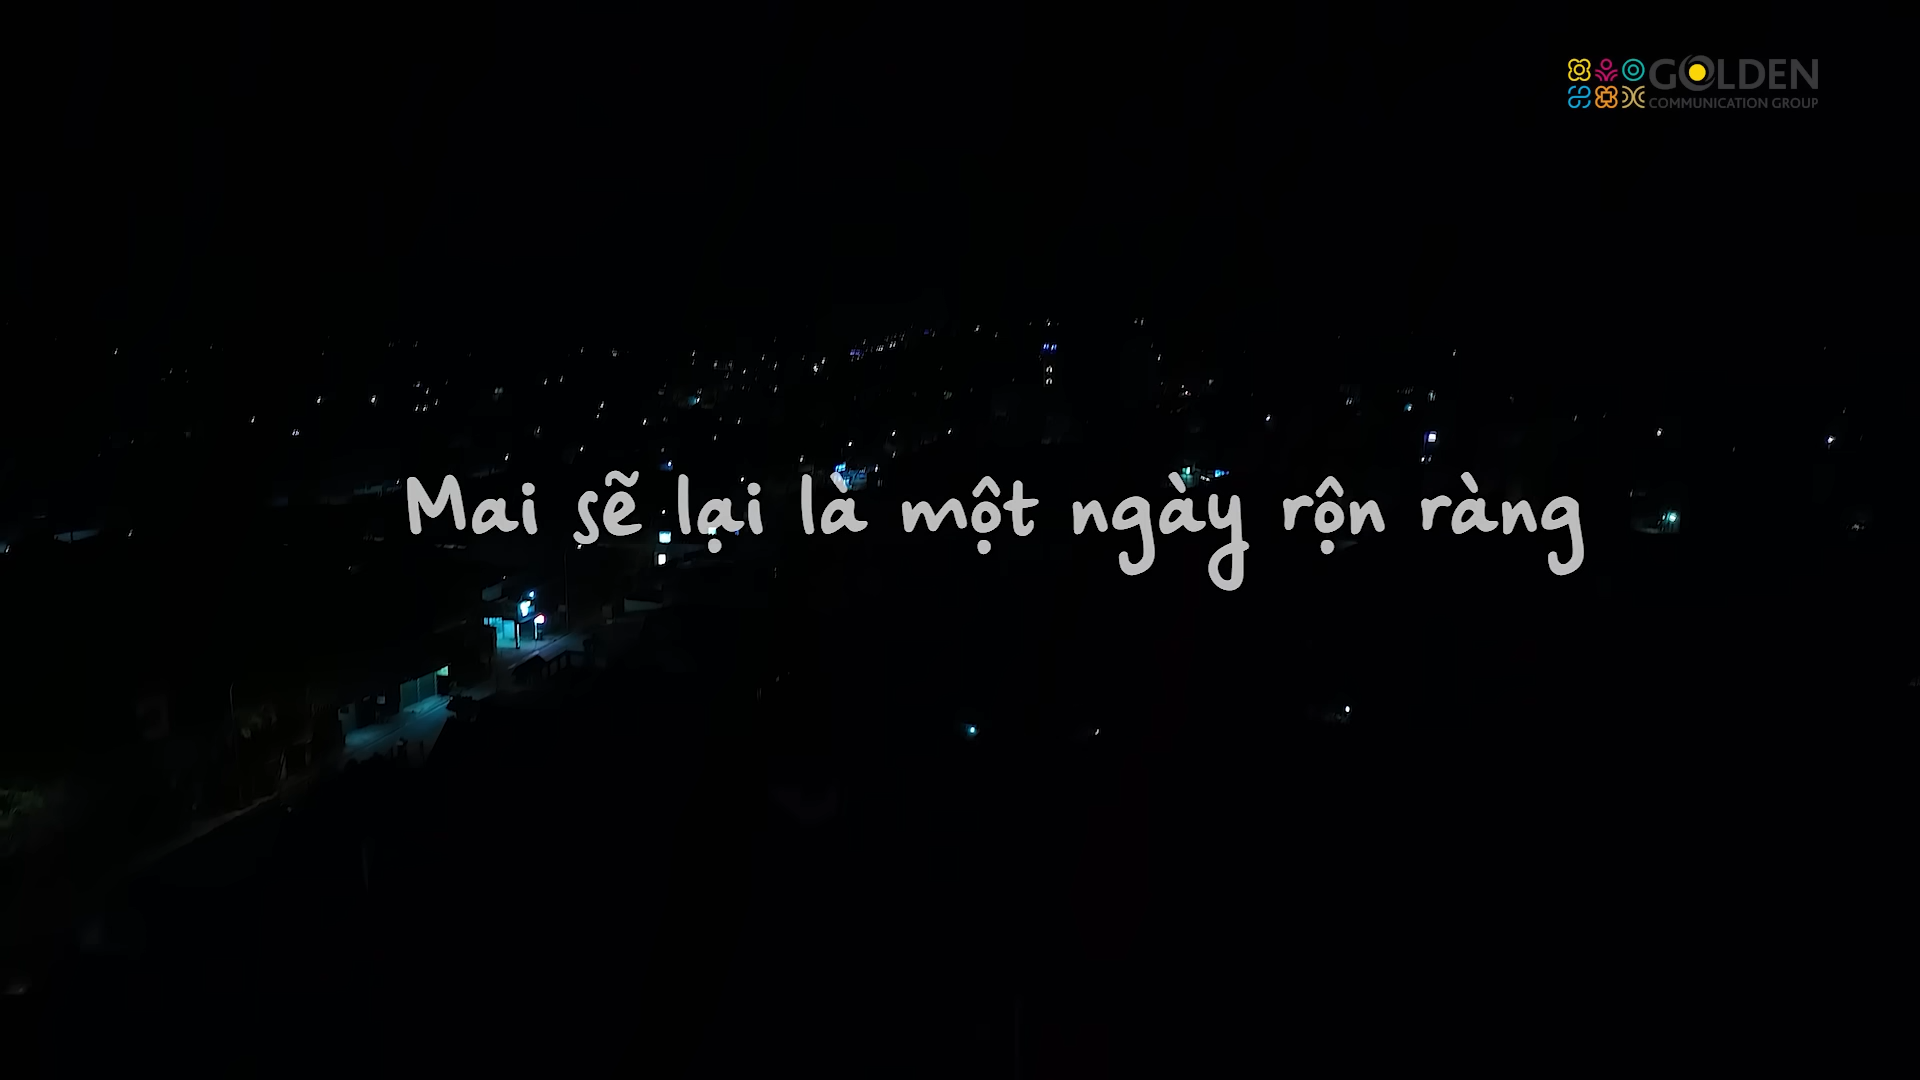 GOLDEN
COMMUNICATION GROUP
Mai sẽ lại là một ngày rộn ràng